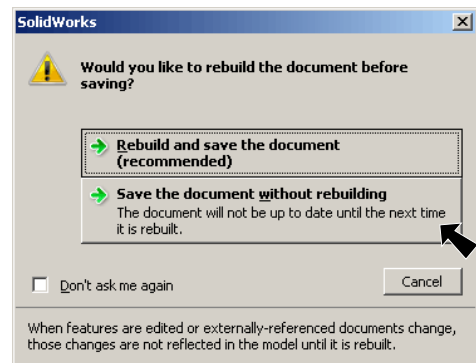 SolidWorks
Would you like to rebuild the document before
saving?
Rebuild and save the document
(recommended)
Save the document without rebuilding
The document will not be up to date until the next time
it is rebuilt.
Don't ask me again
Cancel
When features are edited or externally-referenced documents change,
those changes are not reflected in the model until it is rebuilt.